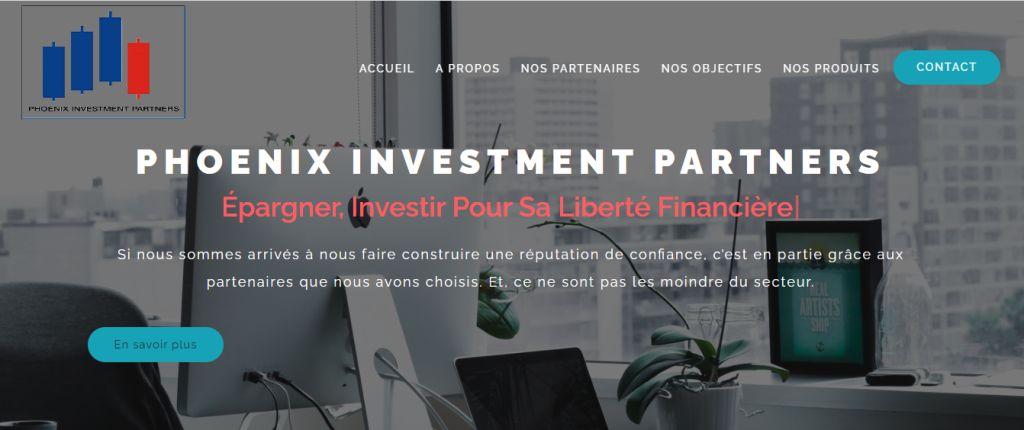 PHOENIX INVESTMENT PARTNERS
ACCUEIL A PROPOS NOS PARTENAIRES NOS OBJECTIFS NOS PRODUITS CONTACT
PHOENIX INVESTMENT PARTNERS
Épargner, Investir Pour Sa Liberté Financière|
Si nous sommes arrivés à nous faire construire une réputation de confiance, c'est en partie grâce aux
partenaires que nous avons choisis. Et, ce ne sont pas les moindre du secteur.
REAL
ARTISTS
SHIP
En savoir plus